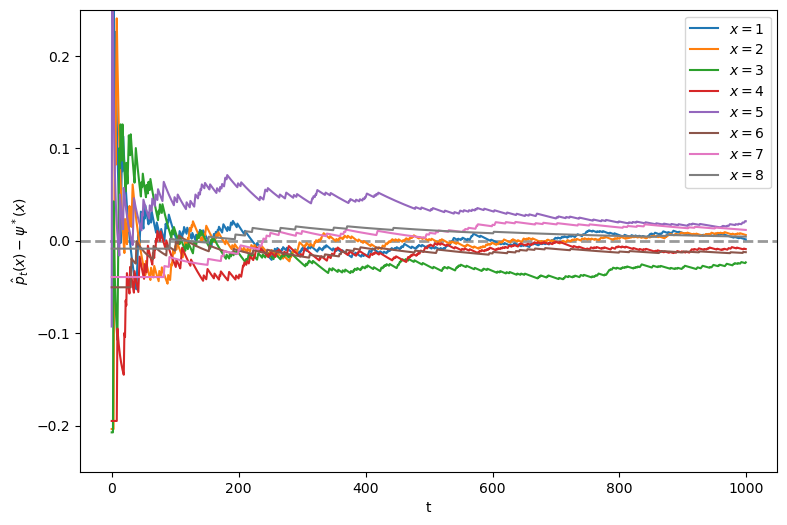 0.2
0.1
0.0
−0.1
−0.2
p̂ₜ(x) − ψ*(x)
0 200 400 600 800 1000
t
x = 1
x = 2
x = 3
x = 4
x = 5
x = 6
x = 7
x = 8